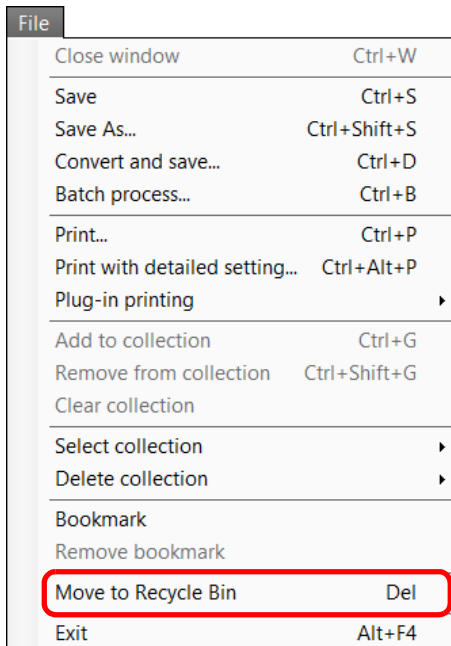 File
Close window Ctrl+W
Save Ctrl+S
Save As... Ctrl+Shift+S
Convert and save... Ctrl+D
Batch process... Ctrl+B
Print... Ctrl+P
Print with detailed setting... Ctrl+Alt+P
Plug-in printing
Add to collection Ctrl+G
Remove from collection Ctrl+Shift+G
Clear collection
Select collection
Delete collection
Bookmark
Remove bookmark
Move to Recycle Bin Del
Exit Alt+F4